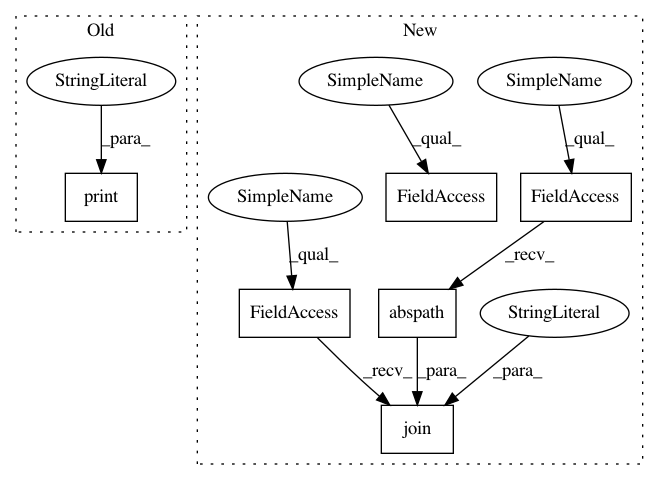 Old
New
StringLiteral
SimpleName
SimpleName
_para_
_qual_
_qual_
print
SimpleName
FieldAccess
FieldAccess
_qual_
_recv_
FieldAccess
abspath
StringLiteral
_recv_
_para_
_para_
join